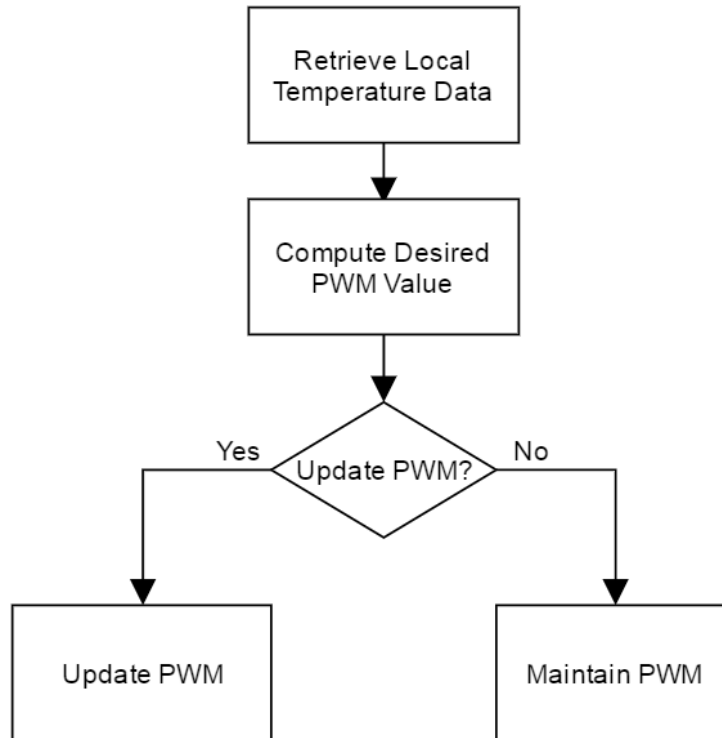 Retrieve Local
Temperature Data
Compute Desired
PWM Value
Yes
Update PWM?
No
Update PWM
Maintain PWM